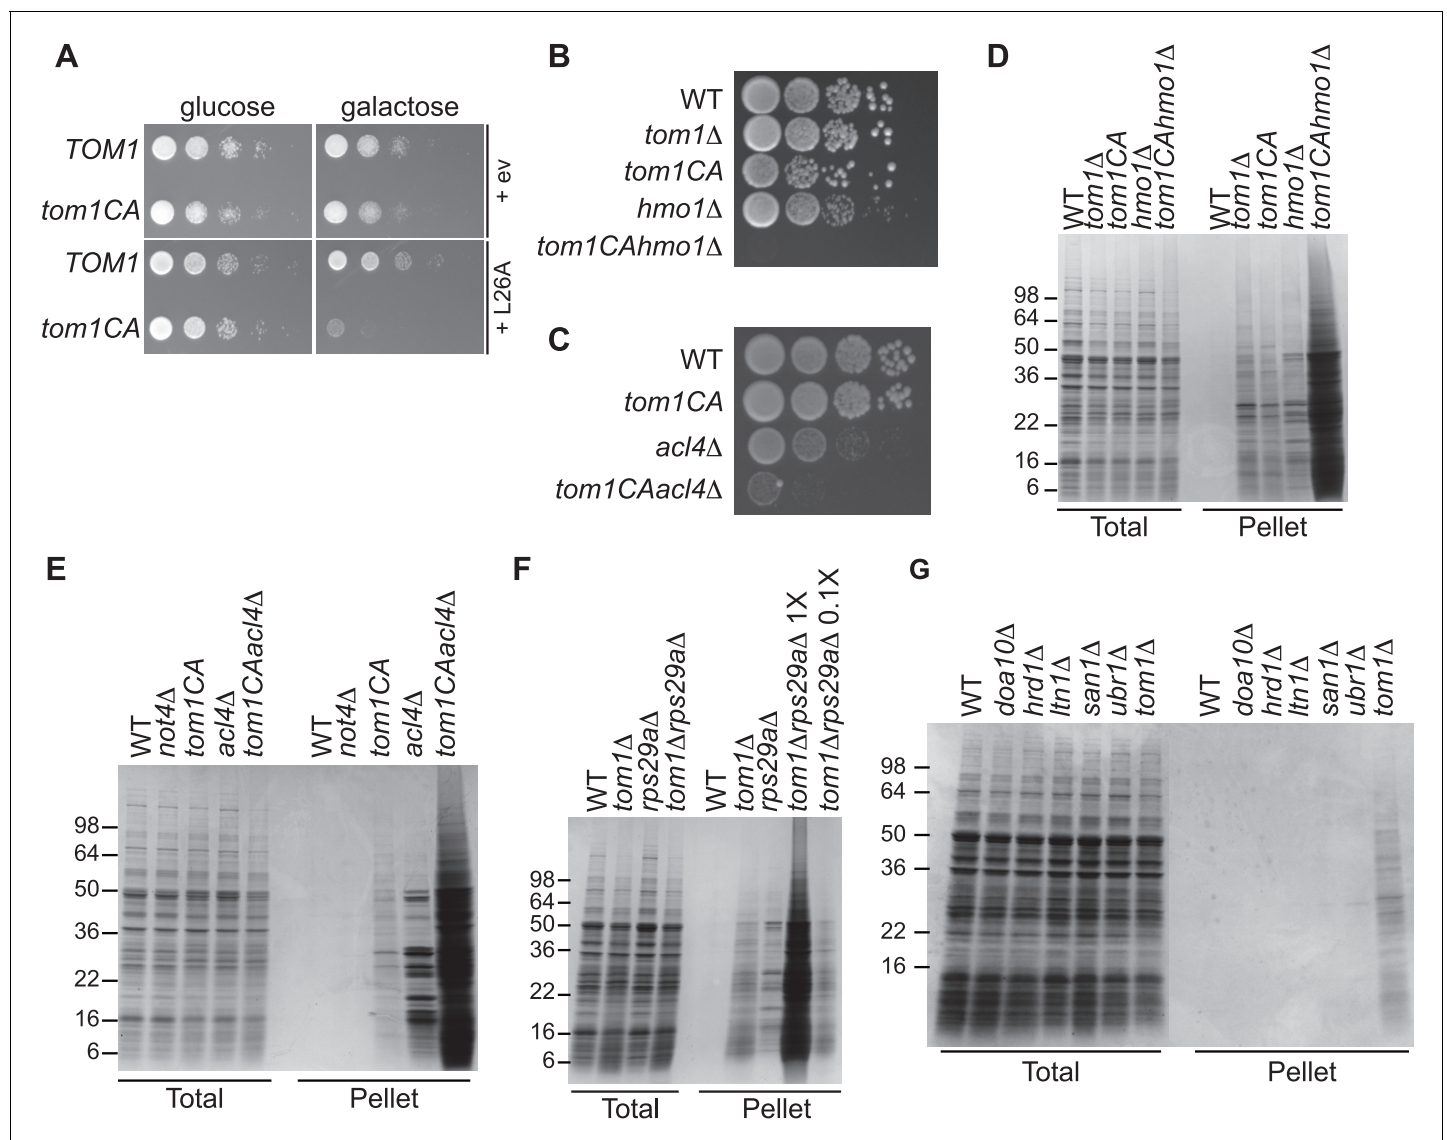 A
glucose galactose
TOM1
tom1CA
+ ev
TOM1
tom1CA
+ L26A
B
WT
tom1Δ
tom1CA
hmo1Δ
tom1CAhmo1Δ
C
WT
tom1CA
acl4Δ
tom1CAacl4Δ
D
WT
tom1Δ
tom1CA
hmo1Δ
tom1CAhmo1Δ
WT
tom1Δ
tom1CA
hmo1Δ
tom1CAhmo1Δ
98
64
50
36
22
16
6
Total Pellet
E
WT
not4Δ
tom1CA
acl4Δ
tom1CAacl4Δ
WT
not4Δ
tom1CA
acl4Δ
tom1CAacl4Δ
98
64
50
36
22
16
6
Total Pellet
F
WT
tom1Δ
rps29aΔ
tom1Δrps29aΔ
WT
tom1Δ
rps29aΔ
tom1Δrps29aΔ 1X
tom1Δrps29aΔ 0.1X
98
64
50
36
22
16
6
Total Pellet
G
WT
doa10Δ
hrd1Δ
ltn1Δ
san1Δ
ubr1Δ
tom1Δ
WT
doa10Δ
hrd1Δ
ltn1Δ
san1Δ
ubr1Δ
tom1Δ
98
64
50
36
22
16
Total Pellet